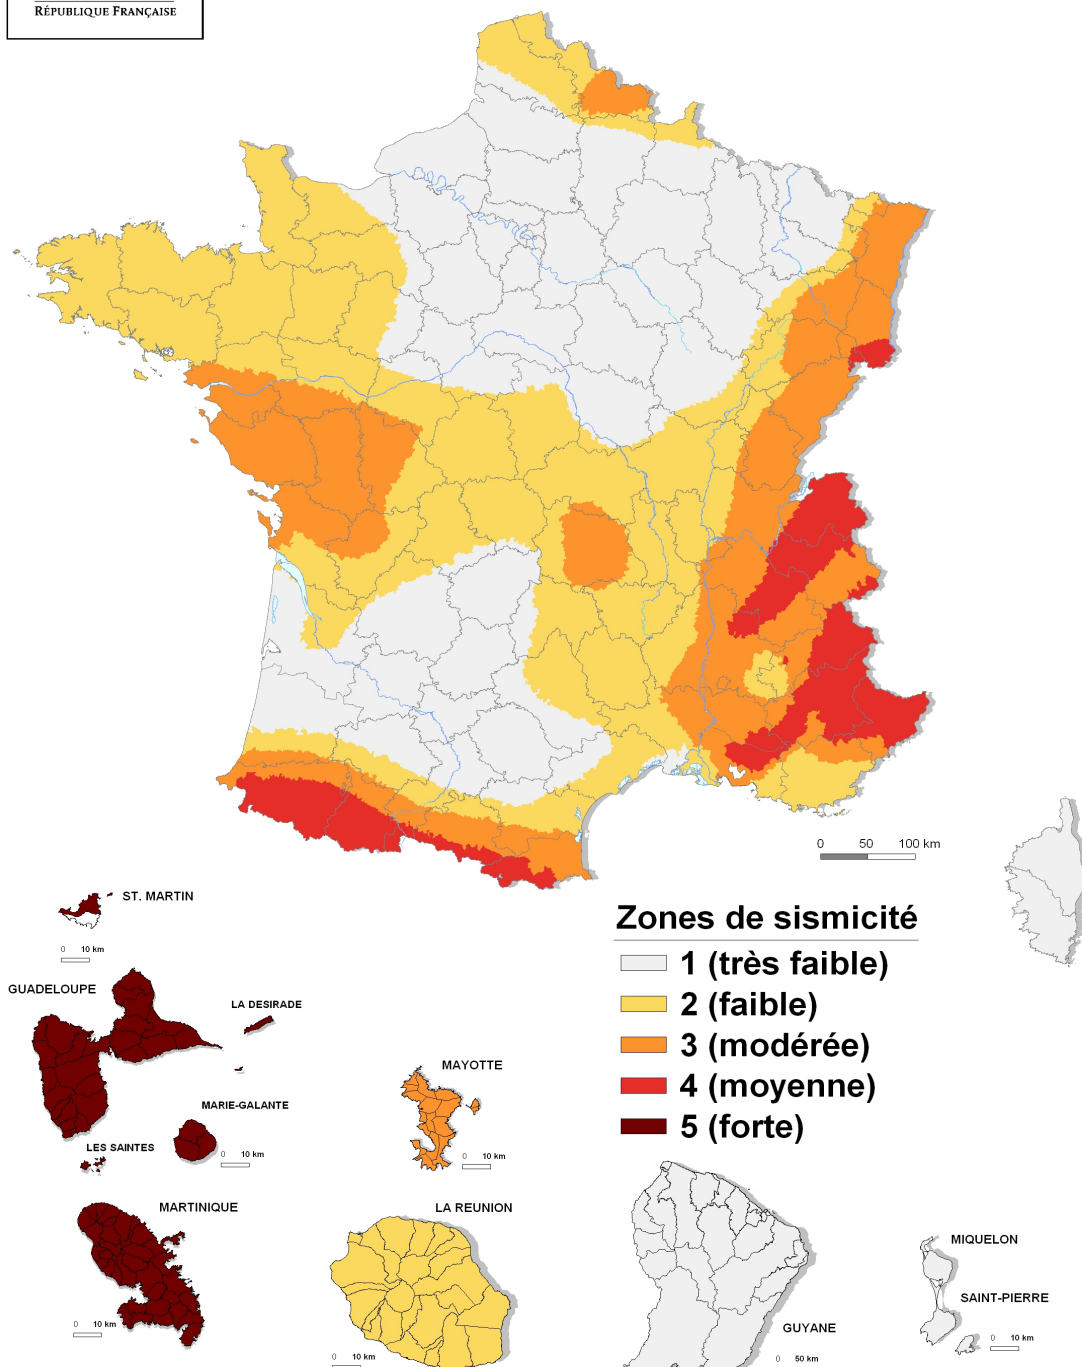 RÉPUBLIQUE FRANÇAISE
0 50 100 km
ST. MARTIN
0 10 km
Zones de sismicité
1 (très faible)
2 (faible)
3 (modérée)
4 (moyenne)
5 (forte)
GUADELOUPE
LA DESIRADE
MARIE-GALANTE
0 10 km
LES SAINTES
MAYOTTE
0 10 km
MARTINIQUE
0 10 km
LA REUNION
0 10 km
GUYANE
0 50 km
MIQUELON
SAINT-PIERRE
0 10 km